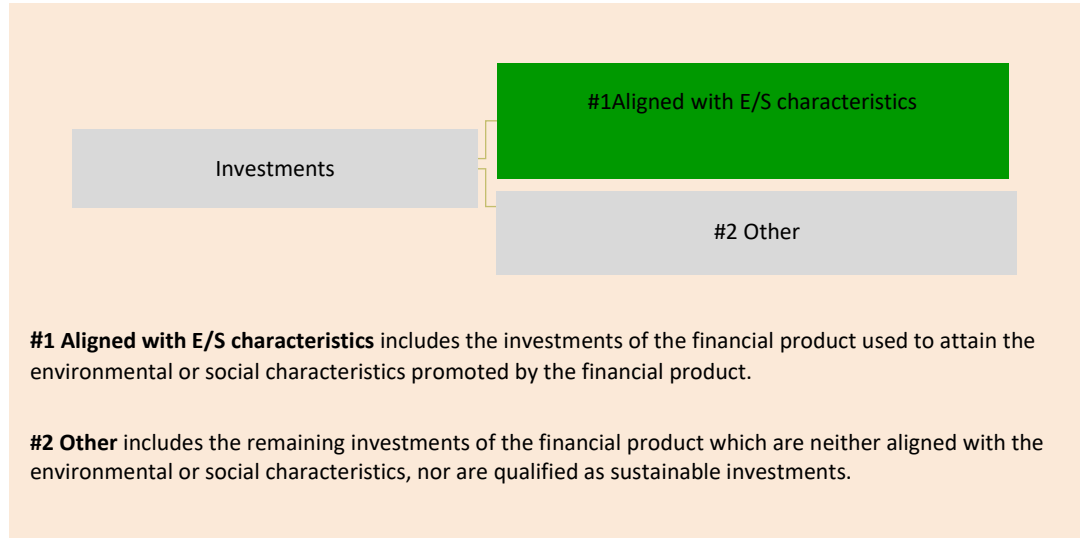 #1Aligned with E/S characteristics
Investments
#2 Other
#1 Aligned with E/S characteristics includes the investments of the financial product used to attain the
environmental or social characteristics promoted by the financial product.
#2 Other includes the remaining investments of the financial product which are neither aligned with the
environmental or social characteristics, nor are qualified as sustainable investments.